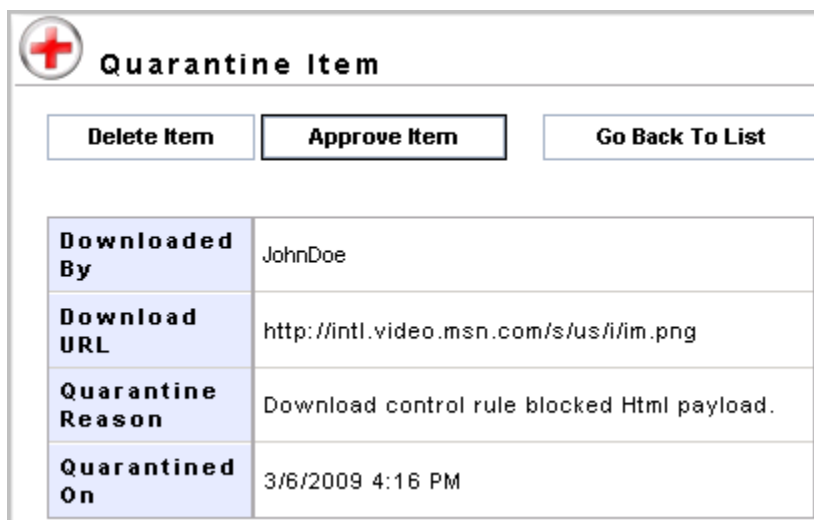 Quarantine Item
Delete Item Approve Item Go Back To List
Downloaded By JohnDoe
Download URL http://intl.video.msn.com/s/us/i/im.png
Quarantine Reason Download control rule blocked Html payload.
Quarantined On 3/6/2009 4:16 PM